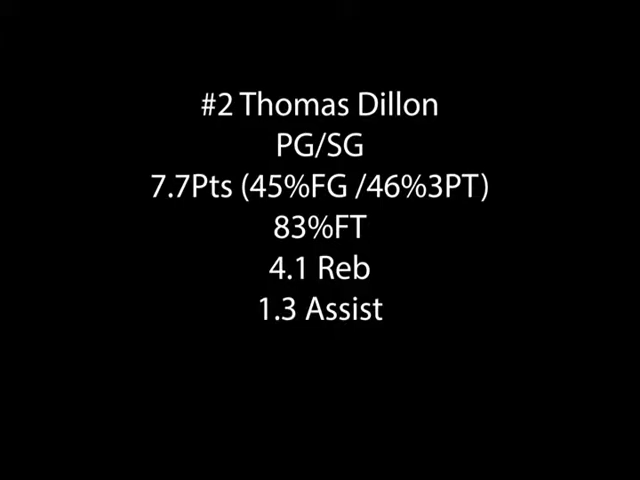 #2 Thomas Dillon
PG/SG
7.7Pts (45%FG /46%3PT)
83%FT
4.1 Reb
1.3 Assist